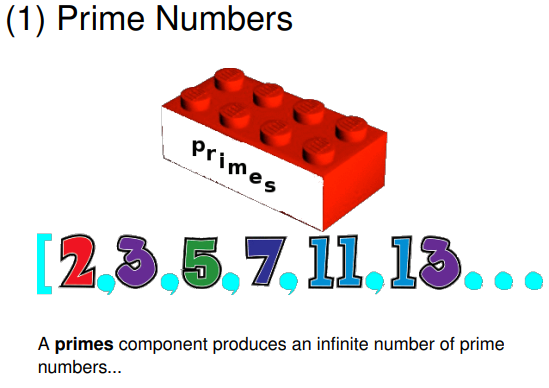 (1) Prime Numbers
primes
[2,3,5,7,11,13...
A primes component produces an infinite number of prime
numbers...